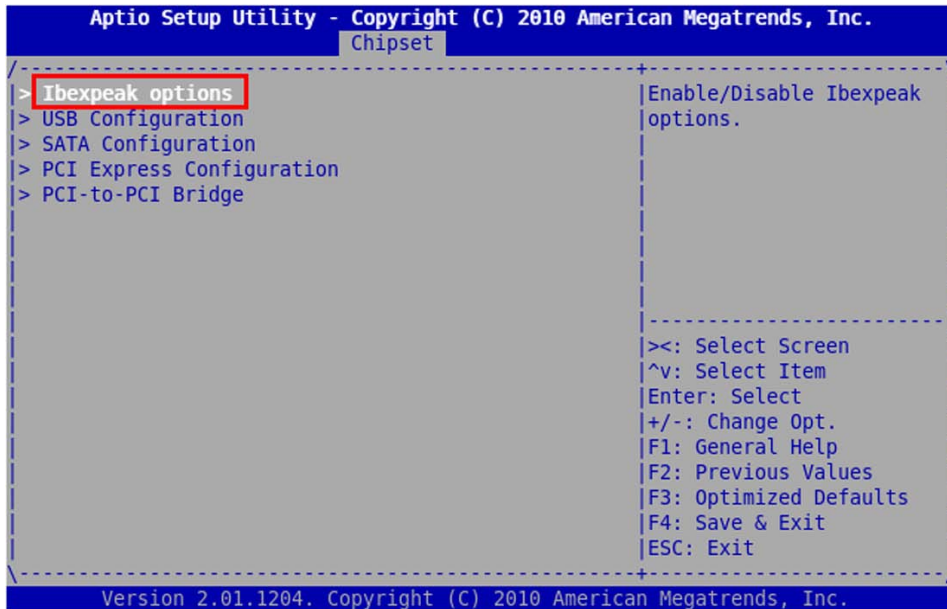 Aptio Setup Utility - Copyright (C) 2010 American Megatrends, Inc.
Chipset
> Ibexpeak options
> USB Configuration
> SATA Configuration
> PCI Express Configuration
> PCI-to-PCI Bridge
Enable/Disable Ibexpeak
options.
><: Select Screen
^v: Select Item
Enter: Select
+/-: Change Opt.
F1: General Help
F2: Previous Values
F3: Optimized Defaults
F4: Save & Exit
ESC: Exit
Version 2.01.1204. Copyright (C) 2010 American Megatrends, Inc.